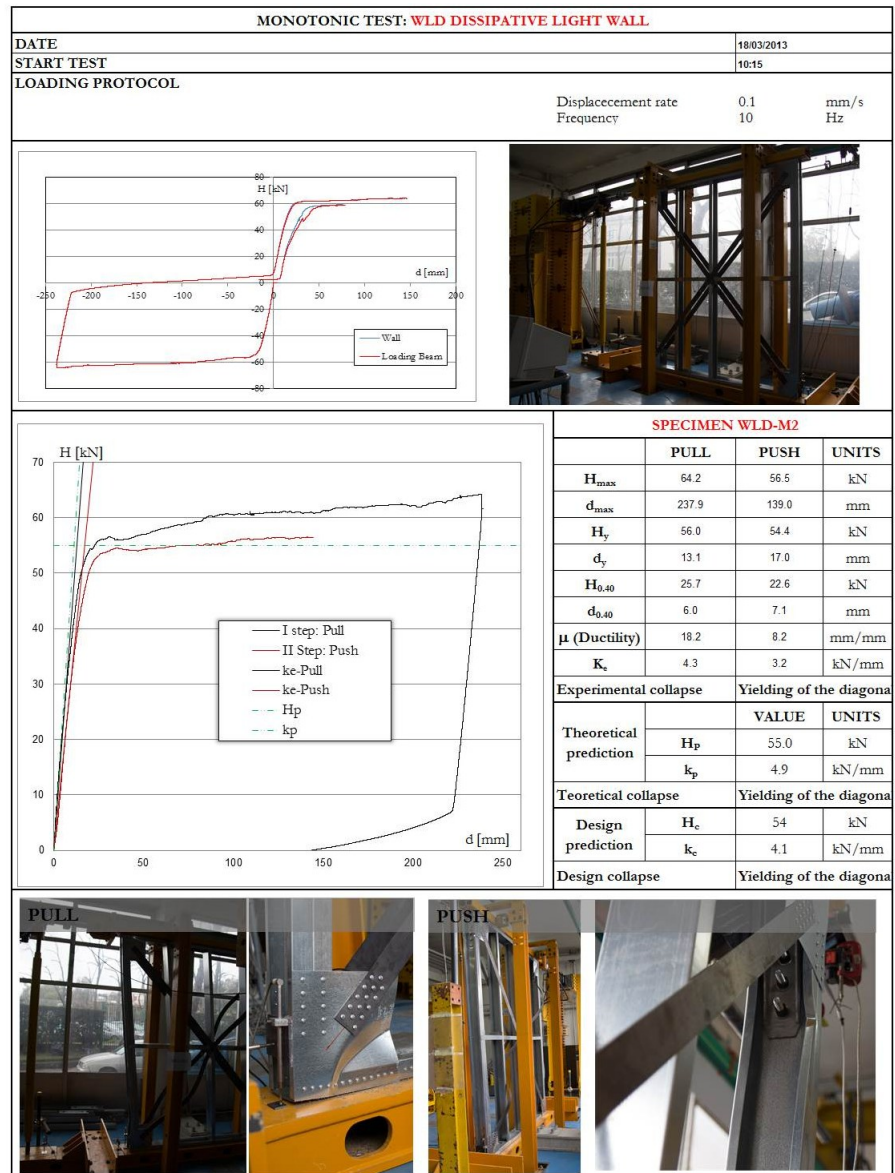 MONOTONIC TEST: WLD DISSIPATIVE LIGHT WALL
DATE 18/03/2013
START TEST 10:15
LOADING PROTOCOL
Displacecement rate 0.1 mm/s
Frequency 10 Hz
H [kN]
80
60
40
20
0
-20
-40
-60
-80
d [mm]
-250 -200 -150 -100 -50 0 50 100 150 200
Wall
Loading Beam
H [kN]
70
60
50
40
30
20
10
0
0 50 100 150 200 250
d [mm]
I step: Pull
II Step: Push
ke-Pull
ke-Push
Hp
kp
SPECIMEN WLD-M2
PULL PUSH UNITS
Hmax 64.2 56.5 kN
dmax 237.9 139.0 mm
Hy 56.0 54.4 kN
dy 13.1 17.0 mm
H0.40 25.7 22.6 kN
d0.40 6.0 7.1 mm
μ (Ductility) 18.2 8.2 mm/mm
Ke 4.3 3.2 kN/mm
Experimental collapse Yielding of the diagona
Theoretical prediction VALUE UNITS
HP 55.0 kN
kp 4.9 kN/mm
Teoretical collapse Yielding of the diagona
Design prediction Hc 54 kN
kc 4.1 kN/mm
Design collapse Yielding of the diagona
PULL
PUSH